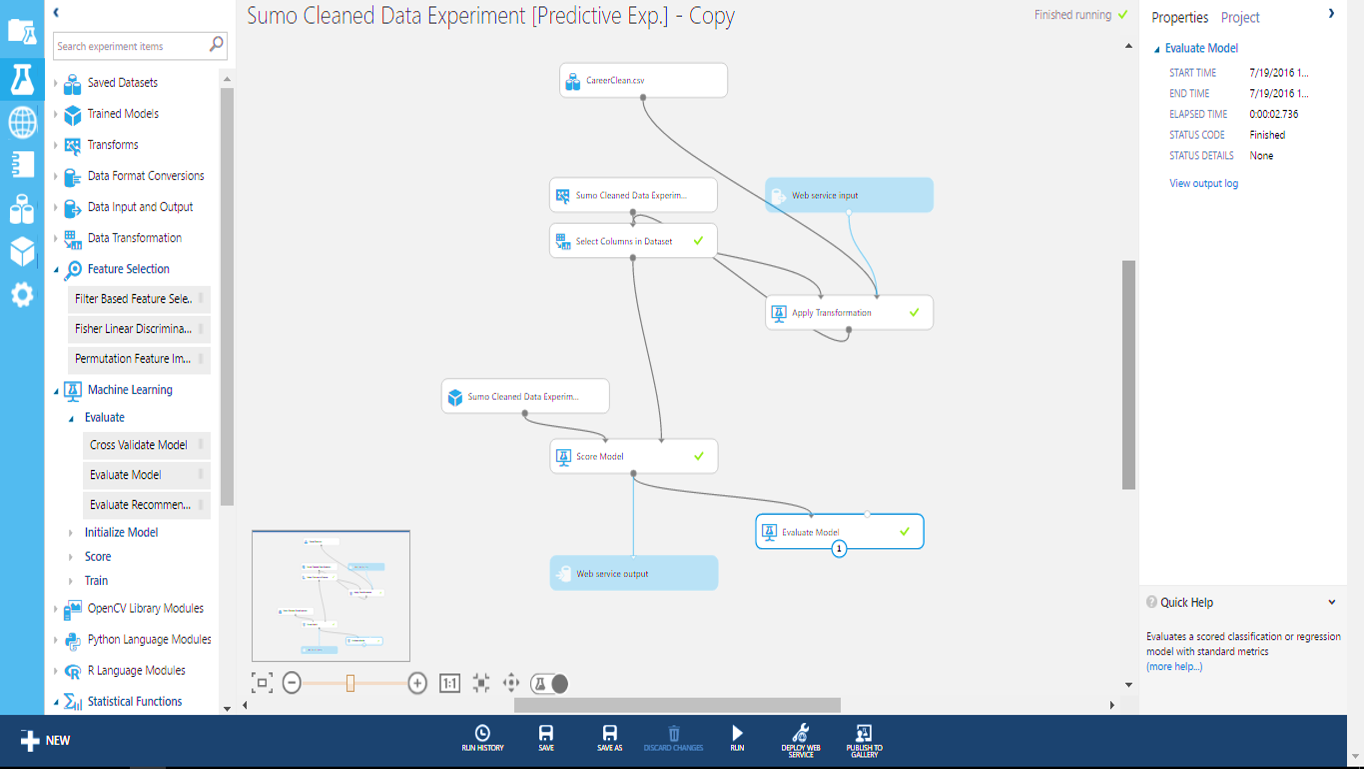 Sumo Cleaned Data Experiment [Predictive Exp.] - Copy
Finished running
Search experiment items
Saved Datasets
Trained Models
Transforms
Data Format Conversions
Data Input and Output
Data Transformation
Feature Selection
Filter Based Feature Sele..
Fisher Linear Discrimina...
Permutation Feature Im...
Machine Learning
Evaluate
Cross Validate Model
Evaluate Model
Evaluate Recommen...
Initialize Model
Score
Train
OpenCV Library Modules
Python Language Modules
R Language Modules
Statistical Functions
CareerClean.csv
Sumo Cleaned Data Experim...
Web service input
Select Columns in Dataset
Apply Transformation
Sumo Cleaned Data Experim...
Score Model
Evaluate Model
1
Web service output
1:1
Properties Project
Evaluate Model
START TIME 7/19/2016 1...
END TIME 7/19/2016 1...
ELAPSED TIME 0:00:02.736
STATUS CODE Finished
STATUS DETAILS None
View output log
Quick Help
Evaluates a scored classification or regression
model with standard metrics
(more help...)
NEW
RUN HISTORY
SAVE
SAVE AS
DISCARD CHANGES
RUN
DEPLOY WEB
SERVICE
PUBLISH TO
GALLERY